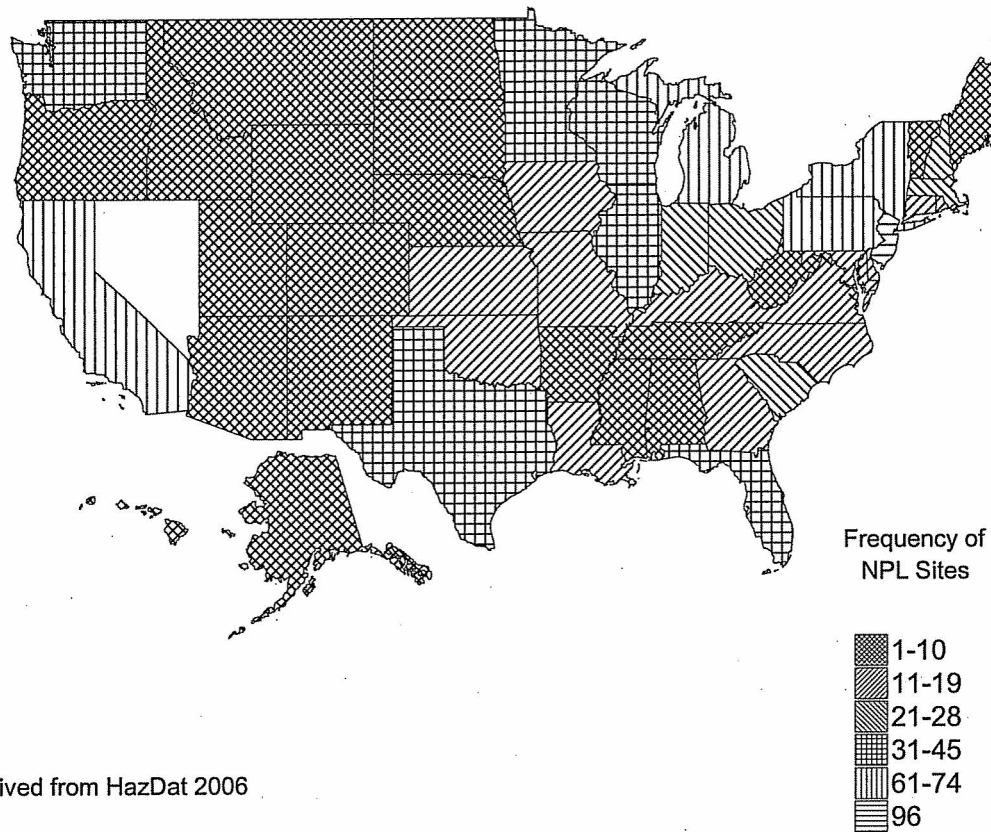 Frequency of
NPL Sites
1-10
11-19
21-28
31-45
61-74
96
ived from HazDat 2006